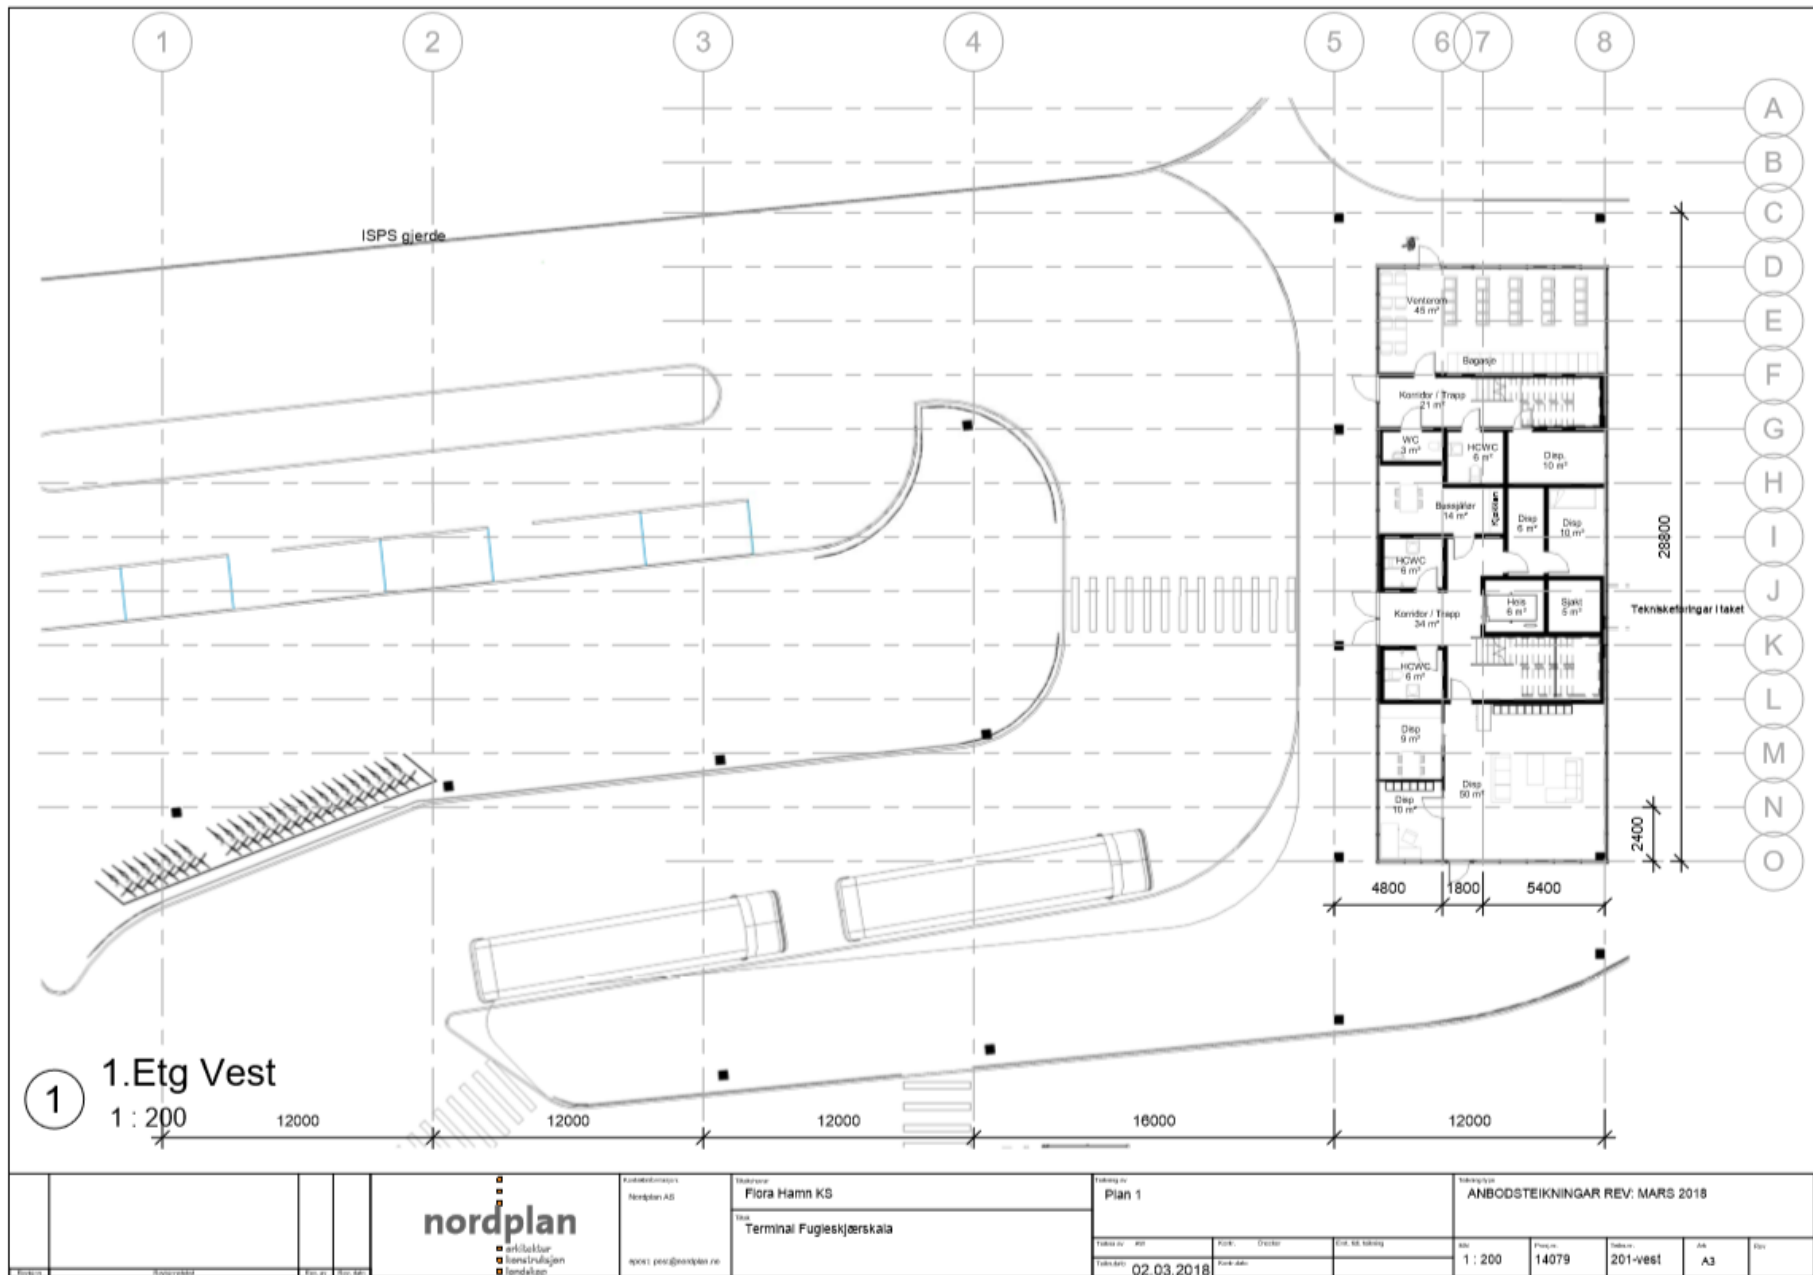 1 2 3 4 5 6 7 8
A
B
C
D
E
F
G
H
I
J
K
L
M
N
O
ISPS gjerde
Venterom
45 m²
Bagasje
Korridor / Trapp
21 m²
WC
3 m²
HCWC
6 m²
Disp.
10 m²
Bussjåfør
14 m²
Kjøkken
Disp
6 m²
Disp
10 m²
HCWC
6 m²
Heis
6 m²
Sjakt
5 m²
Korridor / Trapp
34 m²
HCWC
6 m²
Disp
9 m²
Disp
50 m²
Disp
10 m²
Tekniskeføringar i taket
28800
2400
4800 1800 5400
1 1.Etg Vest
1 : 200
12000 12000 12000 16000 12000
nordplan
arkitektur
konstruksjon
landskap
Nordplan AS
epost: post@nordplan.no
Flora Hamn KS
Terminal Fugleskjærskaia
Plan 1
02.03.2018
ANBODSTEIKNINGAR REV: MARS 2018
1 : 200 14079 201-vest A3